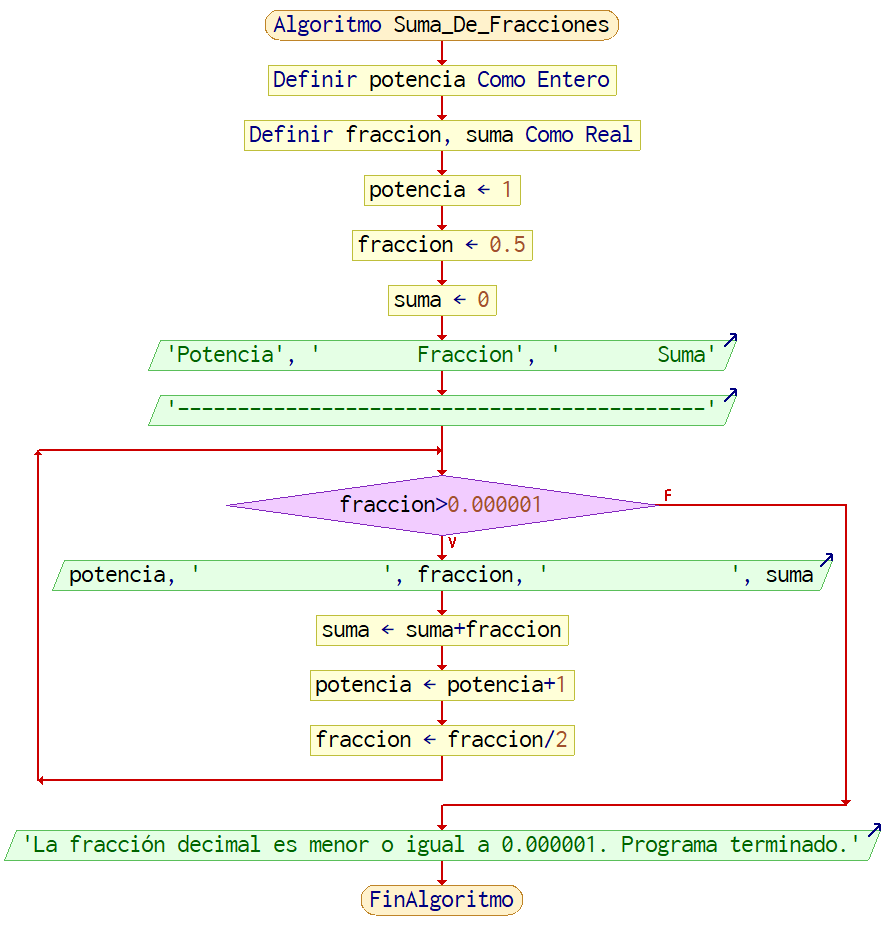 Algoritmo Suma_De_Fracciones
Definir potencia Como Entero
Definir fraccion, suma Como Real
potencia ← 1
fraccion ← 0.5
suma ← 0
'Potencia', '        Fraccion', '        Suma'
'--------------------------------------------'
fraccion>0.000001
F
V
potencia, '               ', fraccion, '               ', suma
suma ← suma+fraccion
potencia ← potencia+1
fraccion ← fraccion/2
'La fracción decimal es menor o igual a 0.000001. Programa terminado.'
FinAlgoritmo